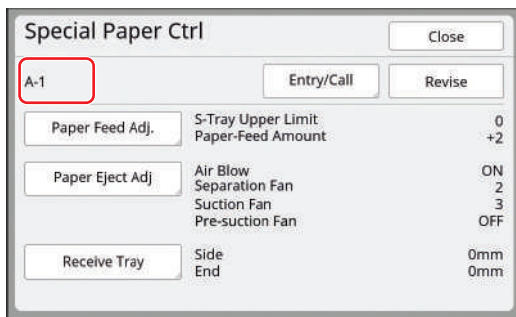 Special Paper Ctrl
Close
A-1
Entry/Call
Revise
Paper Feed Adj.
S-Tray Upper Limit 0
Paper-Feed Amount +2
Paper Eject Adj
Air Blow ON
Separation Fan 2
Suction Fan 3
Pre-suction Fan OFF
Receive Tray
Side 0mm
End 0mm